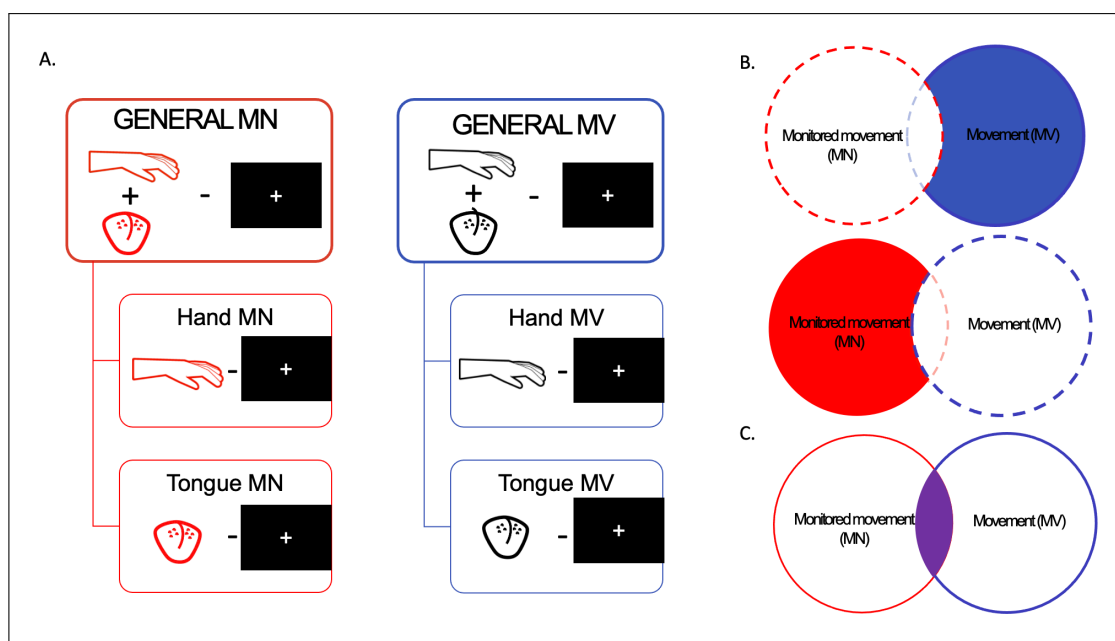 A.
GENERAL MN
+
-
+
Hand MN
-
+
Tongue MN
-
+
GENERAL MV
+
-
+
Hand MV
-
+
Tongue MV
-
+
B.
Monitored movement
(MN)
Movement (MV)
Monitored movement
(MN)
Movement (MV)
C.
Monitored movement
(MN)
Movement (MV)